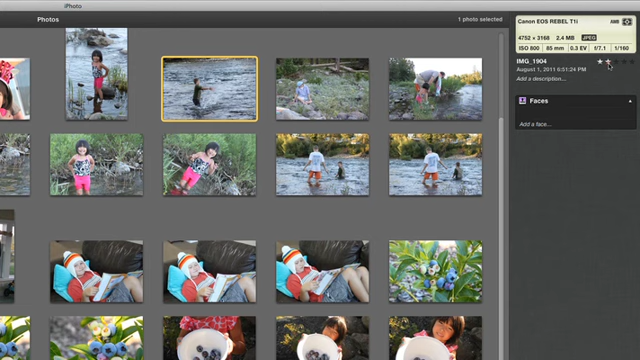 iPhoto
Photos
1 photo selected
Canon EOS REBEL T1i
AWB
4752 × 3168 2.4 MB JPEG
ISO 800 85 mm 0.3 EV f/7.1 1/160
IMG_1904
August 1, 2011 6:51:24 PM
Add a description...
Faces
Add a face...